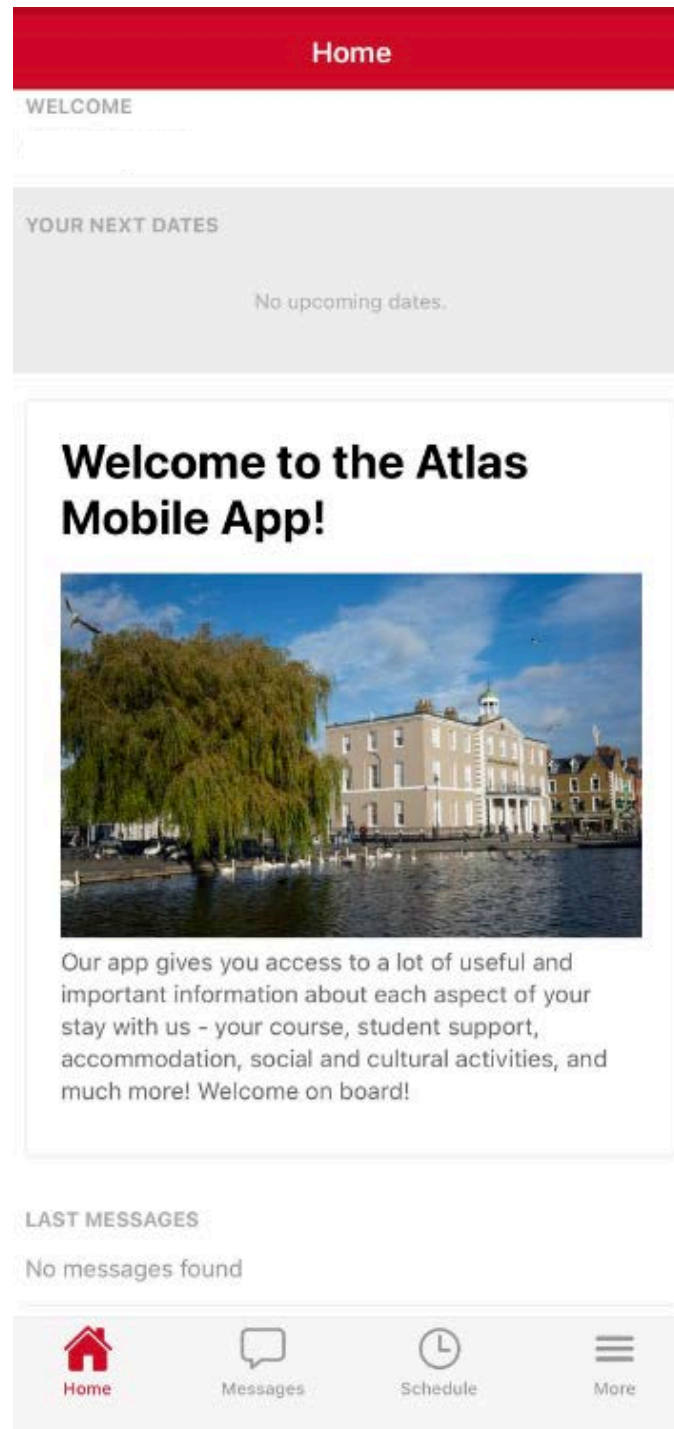 Home
WELCOME
YOUR NEXT DATES
No upcoming dates.
Welcome to the Atlas
Mobile App!
Our app gives you access to a lot of useful and
important information about each aspect of your
stay with us - your course, student support,
accommodation, social and cultural activities, and
much more! Welcome on board!
LAST MESSAGES
No messages found
Home
Messages
Schedule
More